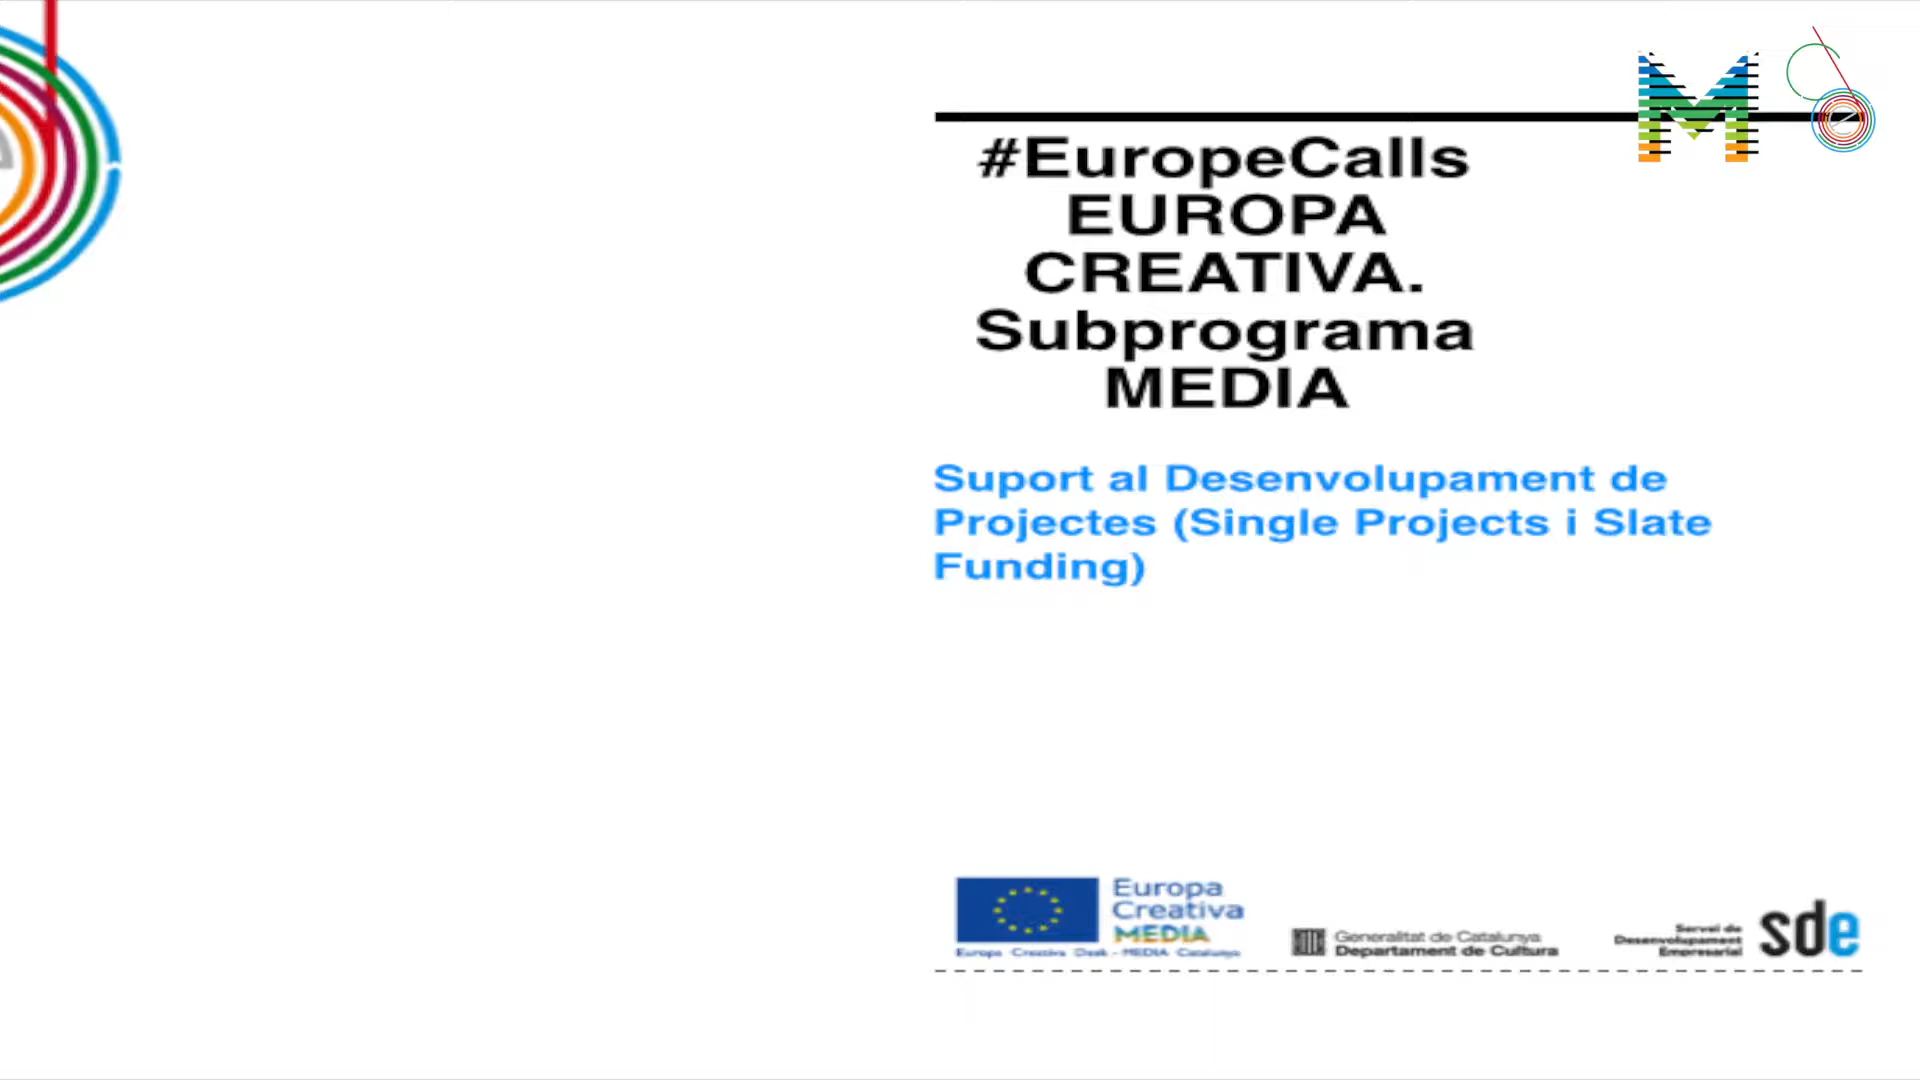 #EuropeCalls
EUROPA
CREATIVA.
Subprograma
MEDIA
Suport al Desenvolupament de
Projectes (Single Projects i Slate
Funding)
Europa
Creativa
MEDIA
Europa Creativa Desk - MEDIA Catalunya
Generalitat de Catalunya
Departament de Cultura
Servei de
Desenvolupament
Empresarial
sde
M